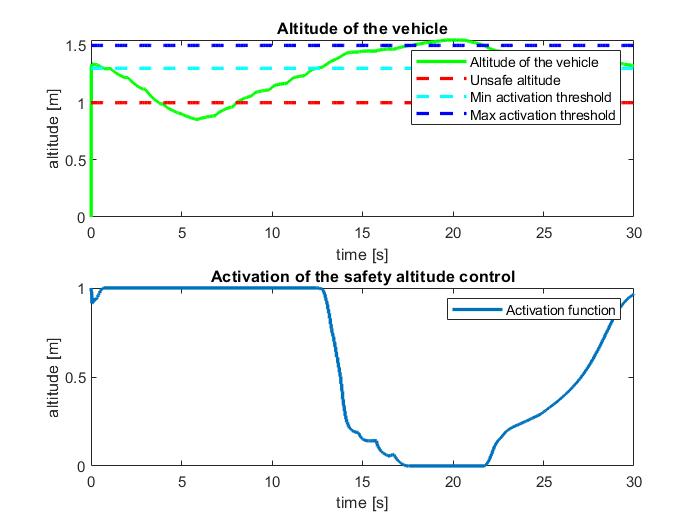 Altitude of the vehicle
1.5
1
0.5
0
altitude [m]
Altitude of the vehicle
Unsafe altitude
Min activation threshold
Max activation threshold
0 5 10 15 20 25 30
time [s]
Activation of the safety altitude control
1
0.5
0
altitude [m]
Activation function
0 5 10 15 20 25 30
time [s]